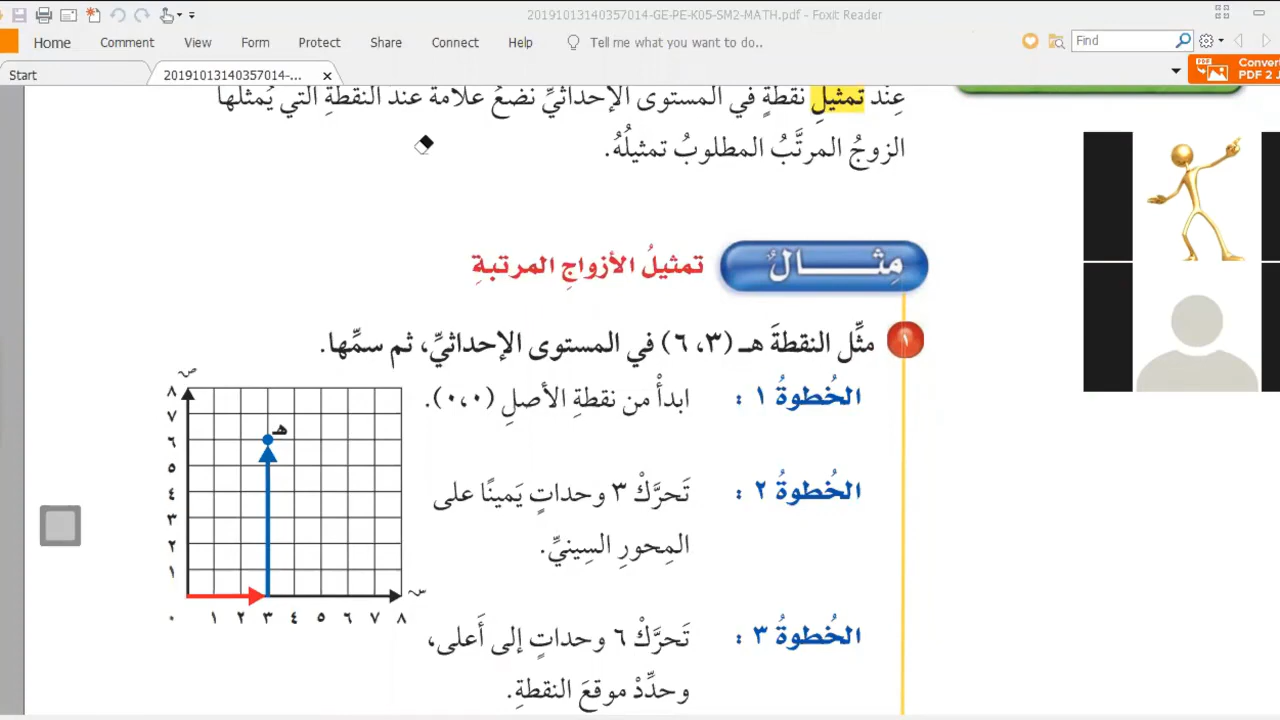 20191013140357014-GE-PE-K05-SM2-MATH.pdf - Foxit Reader
Home Comment View Form Protect Share Connect Help Tell me what you want to do.. Find
Start 20191013140357014-... Convert
PDF 2 J
عِنْد تمثيلِ نقطةٍ في المستوى الإحداثيِّ نضعُ علامة عند النقطةِ التي يُمثلها
الزوجُ المرتَّبُ المطلوبُ تمثيلُهُ.
مِثـــــالٌ تمثيلُ الأزواجِ المرتبةِ
١ مثِّل النقطةَ هـ (٣، ٦) في المستوى الإحداثيِّ، ثم سمِّها.
الخُطوةُ ١ : ابدأْ من نقطةِ الأصلِ (٠،٠).
الخُطوةُ ٢ : تَحرَّكْ ٣ وحداتٍ يَمينًا على
المِحورِ السِينيِّ.
الخُطوةُ ٣ : تَحرَّكْ ٦ وحداتٍ إلى أَعلى،
وحدِّدْ موقعَ النقطةِ.
ص
٨
٧
٦
٥
٤
٣
٢
١
هـ
٠ ١ ٢ ٣ ٤ ٥ ٦ ٧ ٨
س